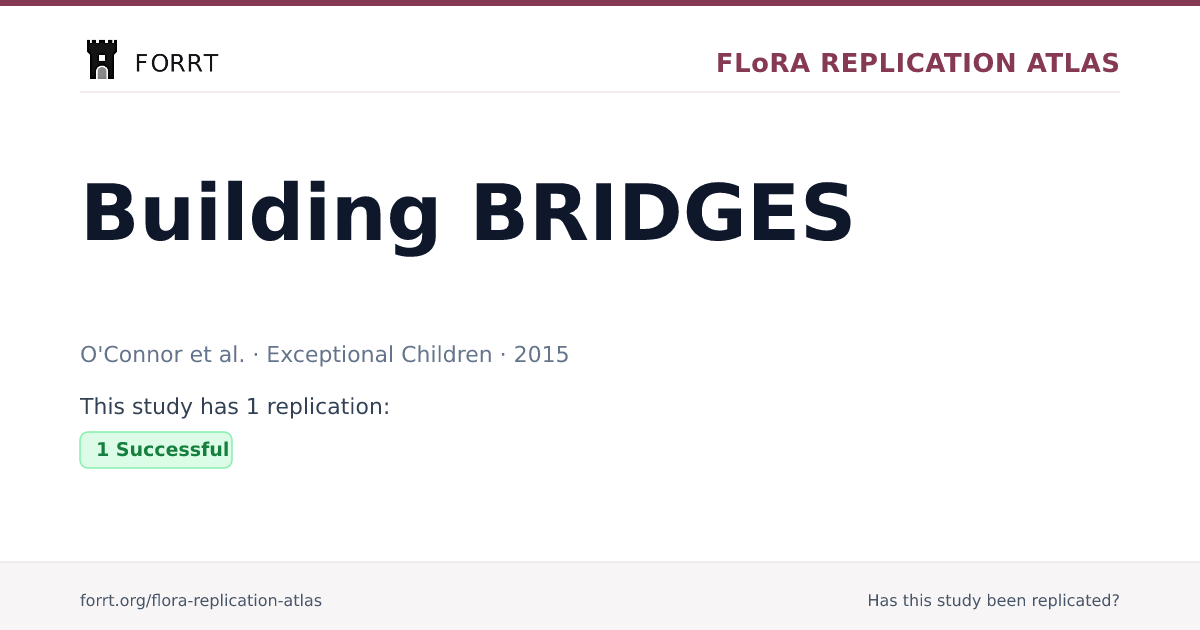 FORRT
FLoRA REPLICATION ATLAS
Building BRIDGES
O'Connor et al. · Exceptional Children · 2015
This study has 1 replication:
1 Successful
forrt.org/flora-replication-atlas
Has this study been replicated?